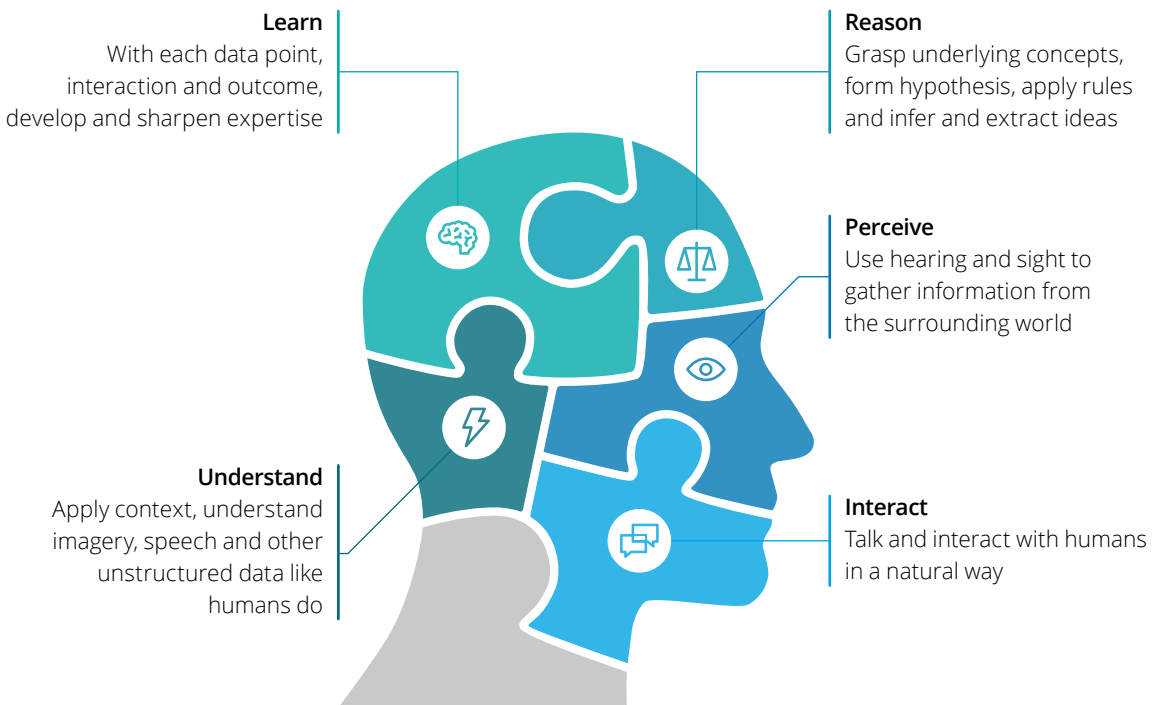 Learn
With each data point,
interaction and outcome,
develop and sharpen expertise
Reason
Grasp underlying concepts,
form hypothesis, apply rules
and infer and extract ideas
Perceive
Use hearing and sight to
gather information from
the surrounding world
Understand
Apply context, understand
imagery, speech and other
unstructured data like
humans do
Interact
Talk and interact with humans
in a natural way